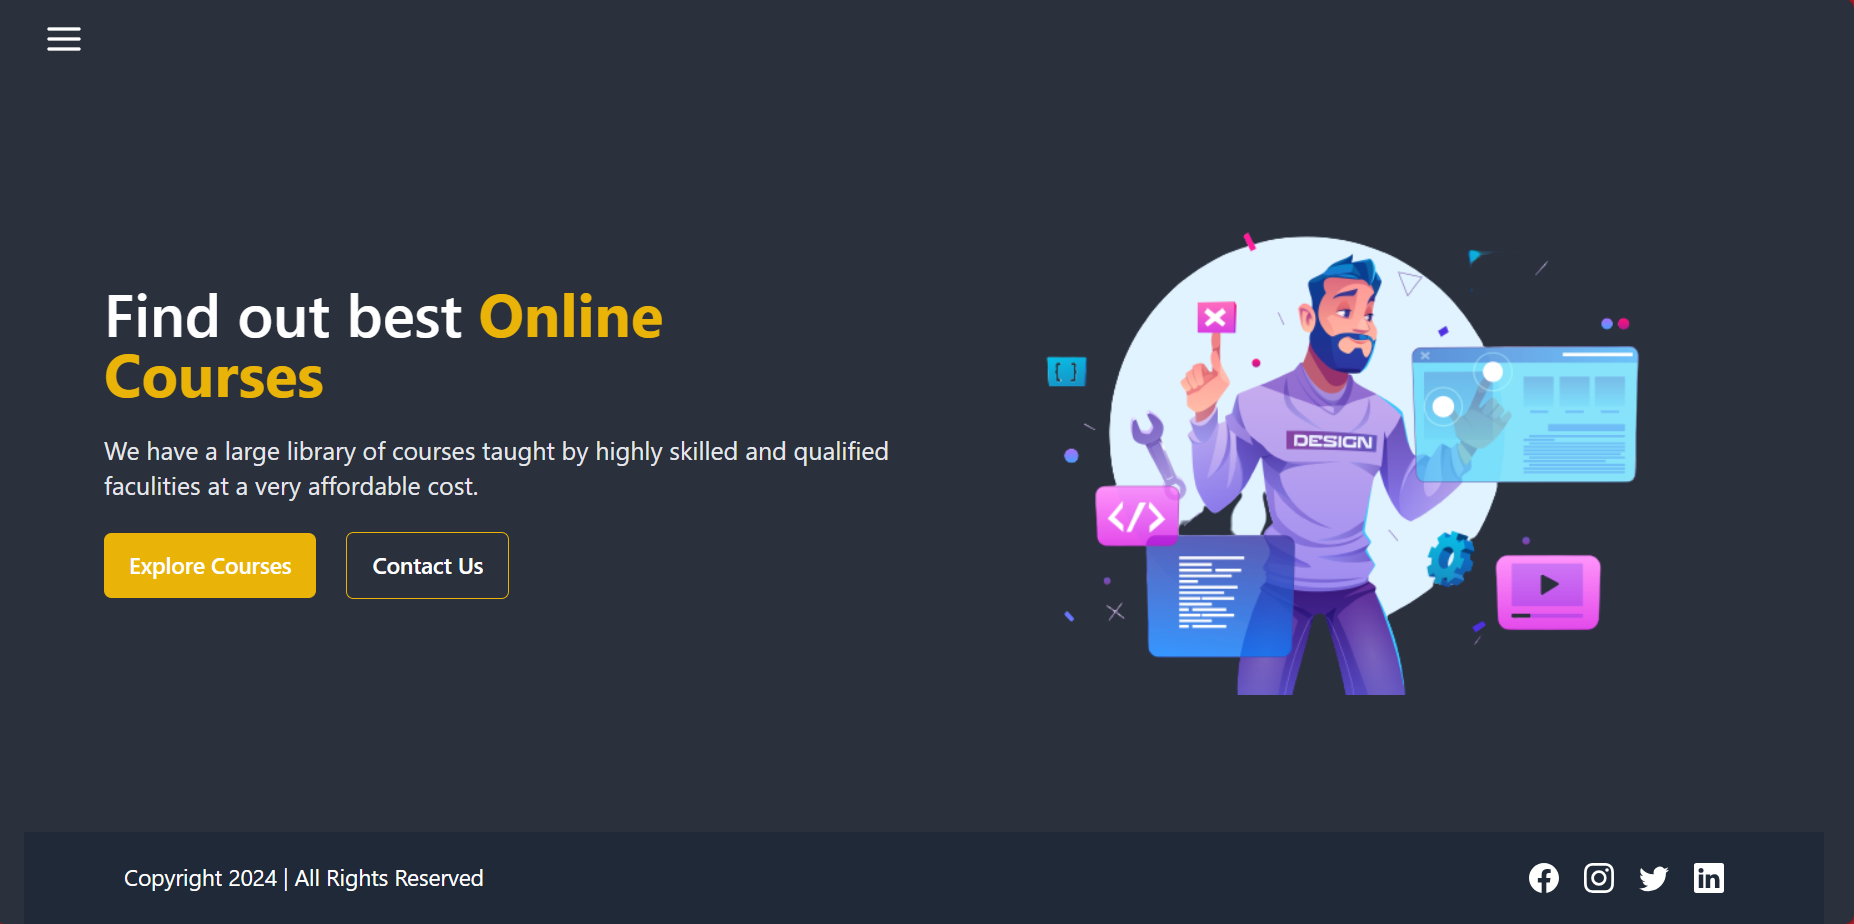 Find out best Online
Courses
We have a large library of courses taught by highly skilled and qualified
faculities at a very affordable cost.
Explore Courses
Contact Us
DESIGN
Copyright 2024 | All Rights Reserved